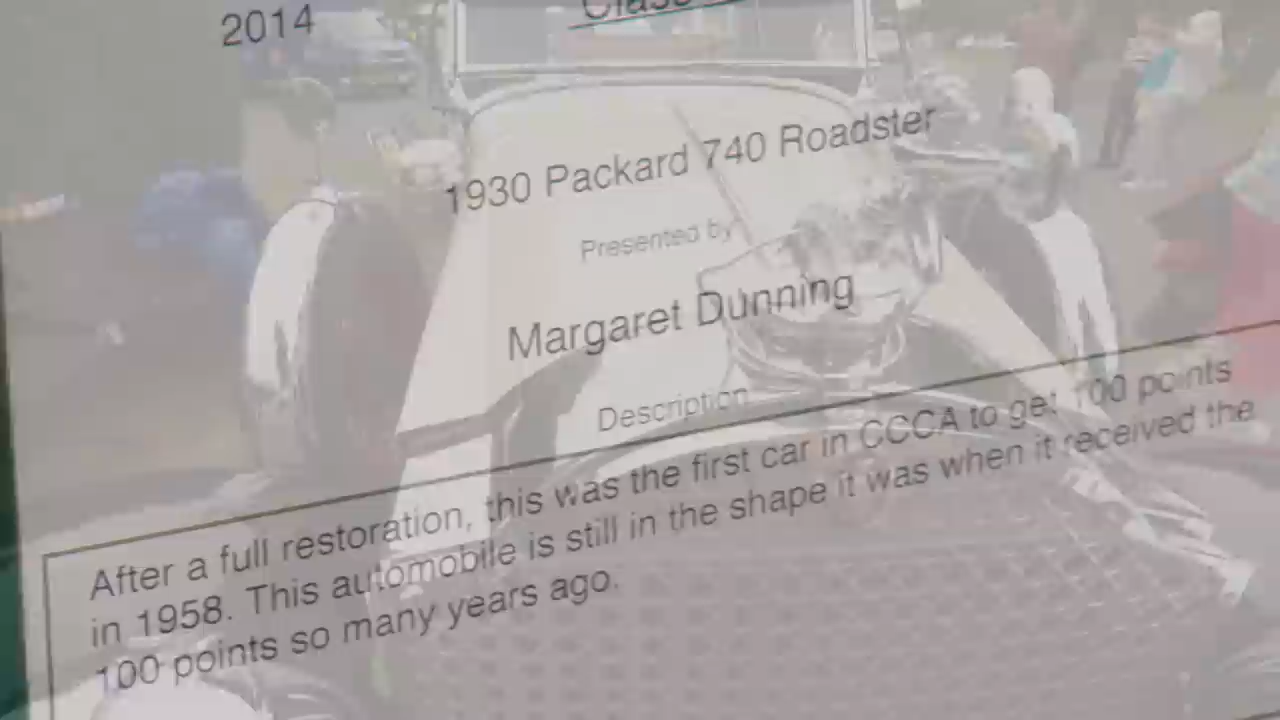 2014
1930 Packard 740 Roadster
Presented by
Margaret Dunning
Description
After a full restoration, this was the first car in CCCA to get 100 points
in 1958. This automobile is still in the shape it was when it received the
100 points so many years ago.